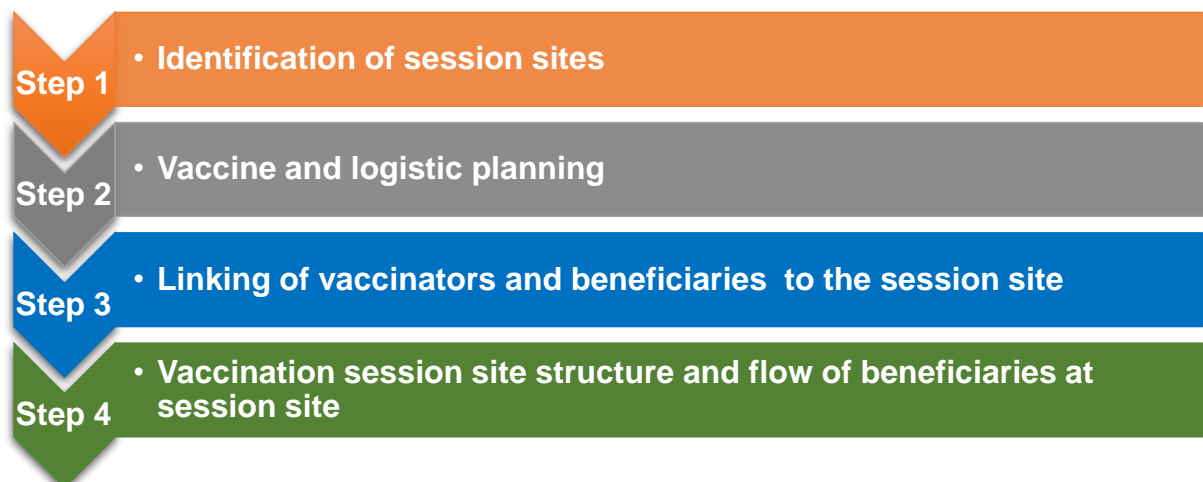 Step 1
• Identification of session sites
Step 2
• Vaccine and logistic planning
Step 3
• Linking of vaccinators and beneficiaries  to the session site
Step 4
• Vaccination session site structure and flow of beneficiaries at
session site